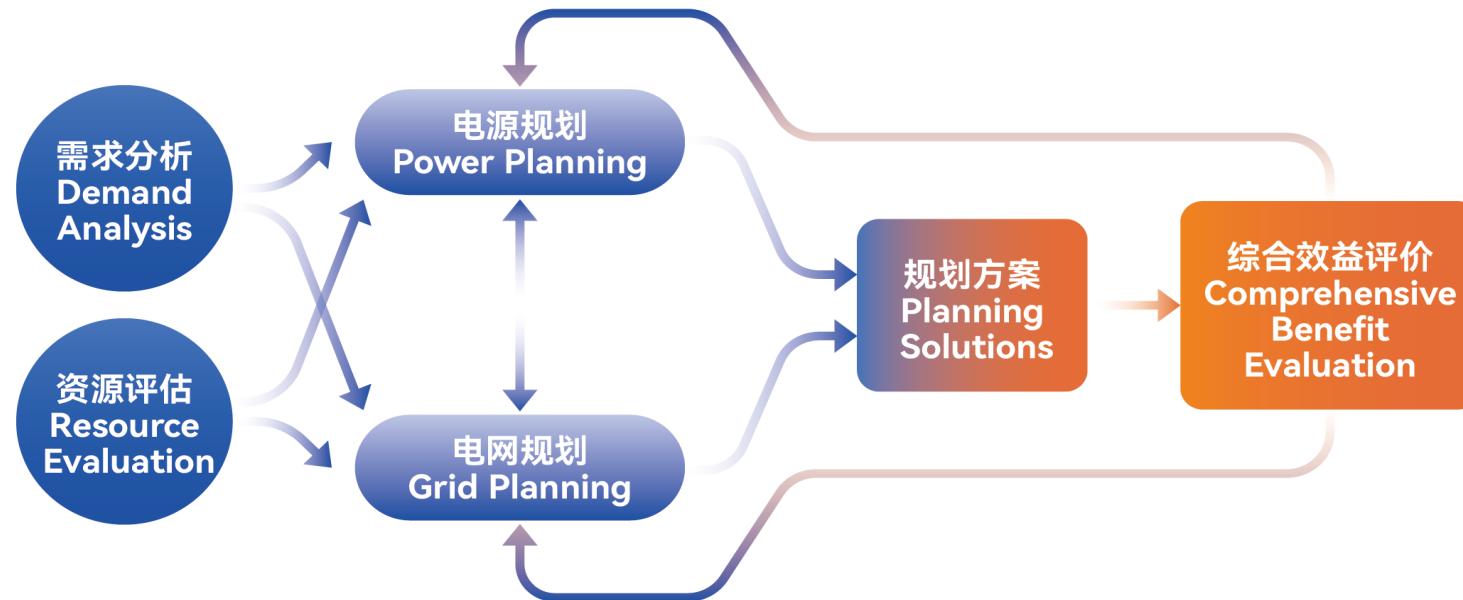 需求分析
Demand
Analysis
资源评估
Resource
Evaluation
电源规划
Power Planning
电网规划
Grid Planning
规划方案
Planning
Solutions
综合效益评价
Comprehensive
Benefit
Evaluation